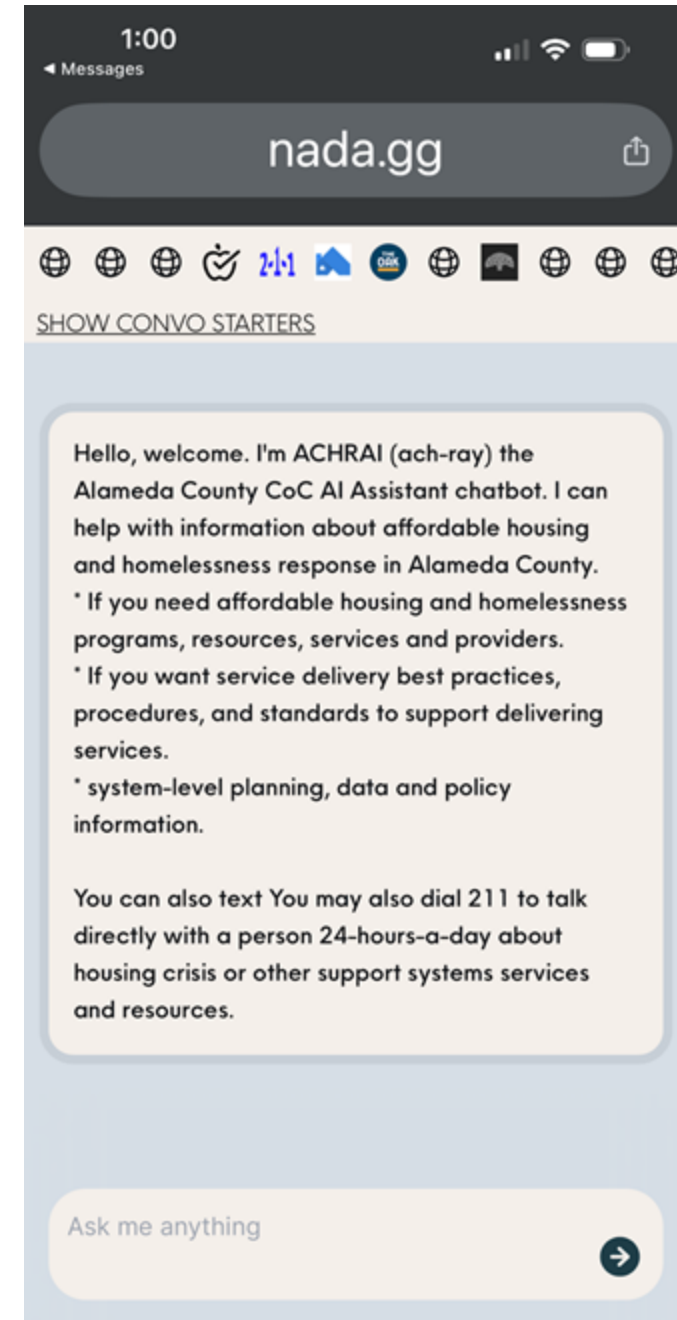 1:00
◀ Messages
nada.gg
2-1-1
THE OAK
SHOW CONVO STARTERS
Hello, welcome. I'm ACHRAI (ach-ray) the
Alameda County CoC AI Assistant chatbot. I can
help with information about affordable housing
and homelessness response in Alameda County.
* If you need affordable housing and homelessness
programs, resources, services and providers.
* If you want service delivery best practices,
procedures, and standards to support delivering
services.
* system-level planning, data and policy
information.
You can also text You may also dial 211 to talk
directly with a person 24-hours-a-day about
housing crisis or other support systems services
and resources.
Ask me anything